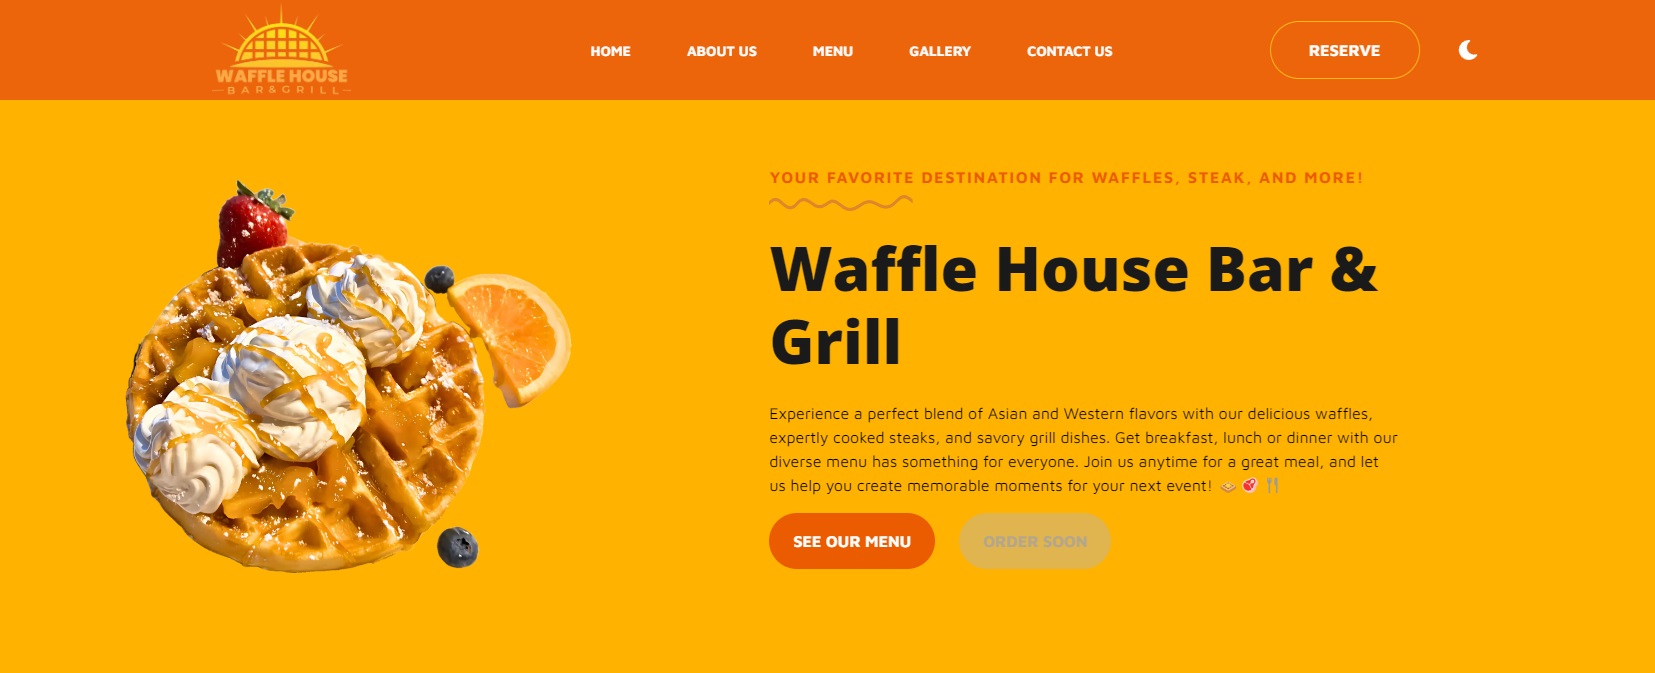 WAFFLE HOUSE
BAR&GRILL
HOME
ABOUT US
MENU
GALLERY
CONTACT US
RESERVE
YOUR FAVORITE DESTINATION FOR WAFFLES, STEAK, AND MORE!
Waffle House Bar &
Grill
Experience a perfect blend of Asian and Western flavors with our delicious waffles,
expertly cooked steaks, and savory grill dishes. Get breakfast, lunch or dinner with our
diverse menu has something for everyone. Join us anytime for a great meal, and let
us help you create memorable moments for your next event! 🧇 🥩 🍴
SEE OUR MENU
ORDER SOON